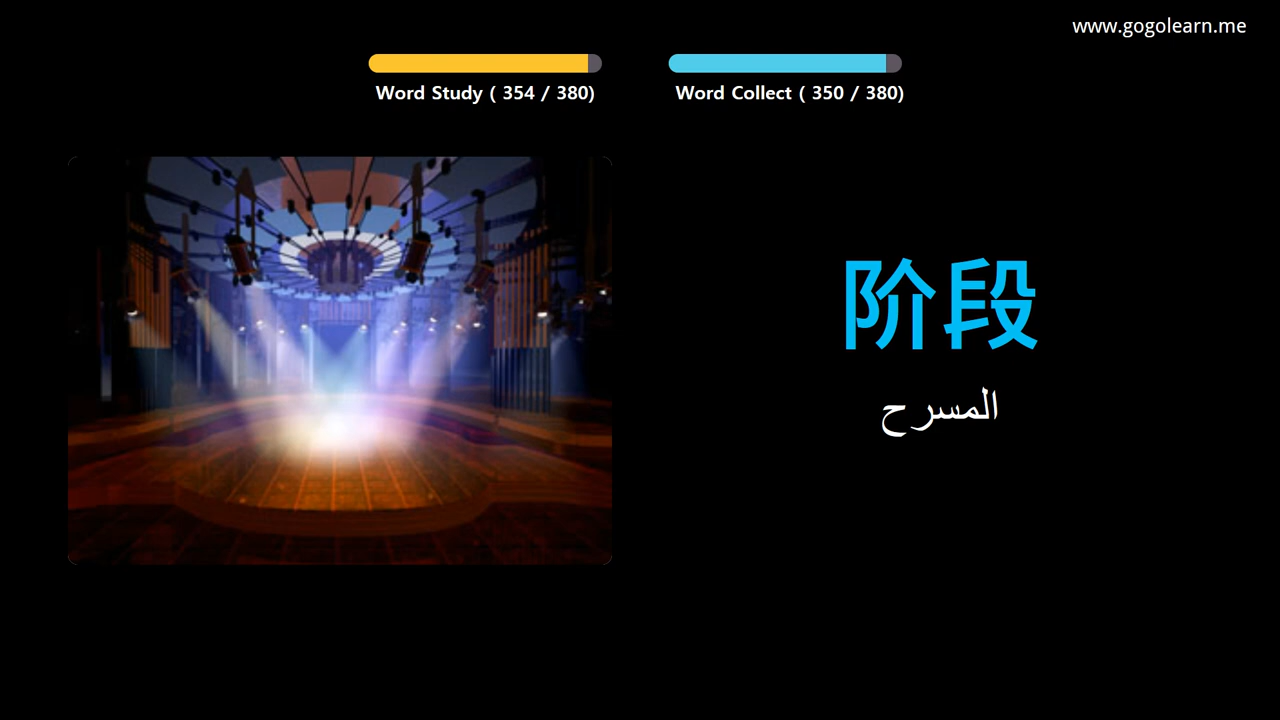 www.gogolearn.me
Word Study ( 354 / 380)
Word Collect ( 350 / 380)
阶段
المسرح